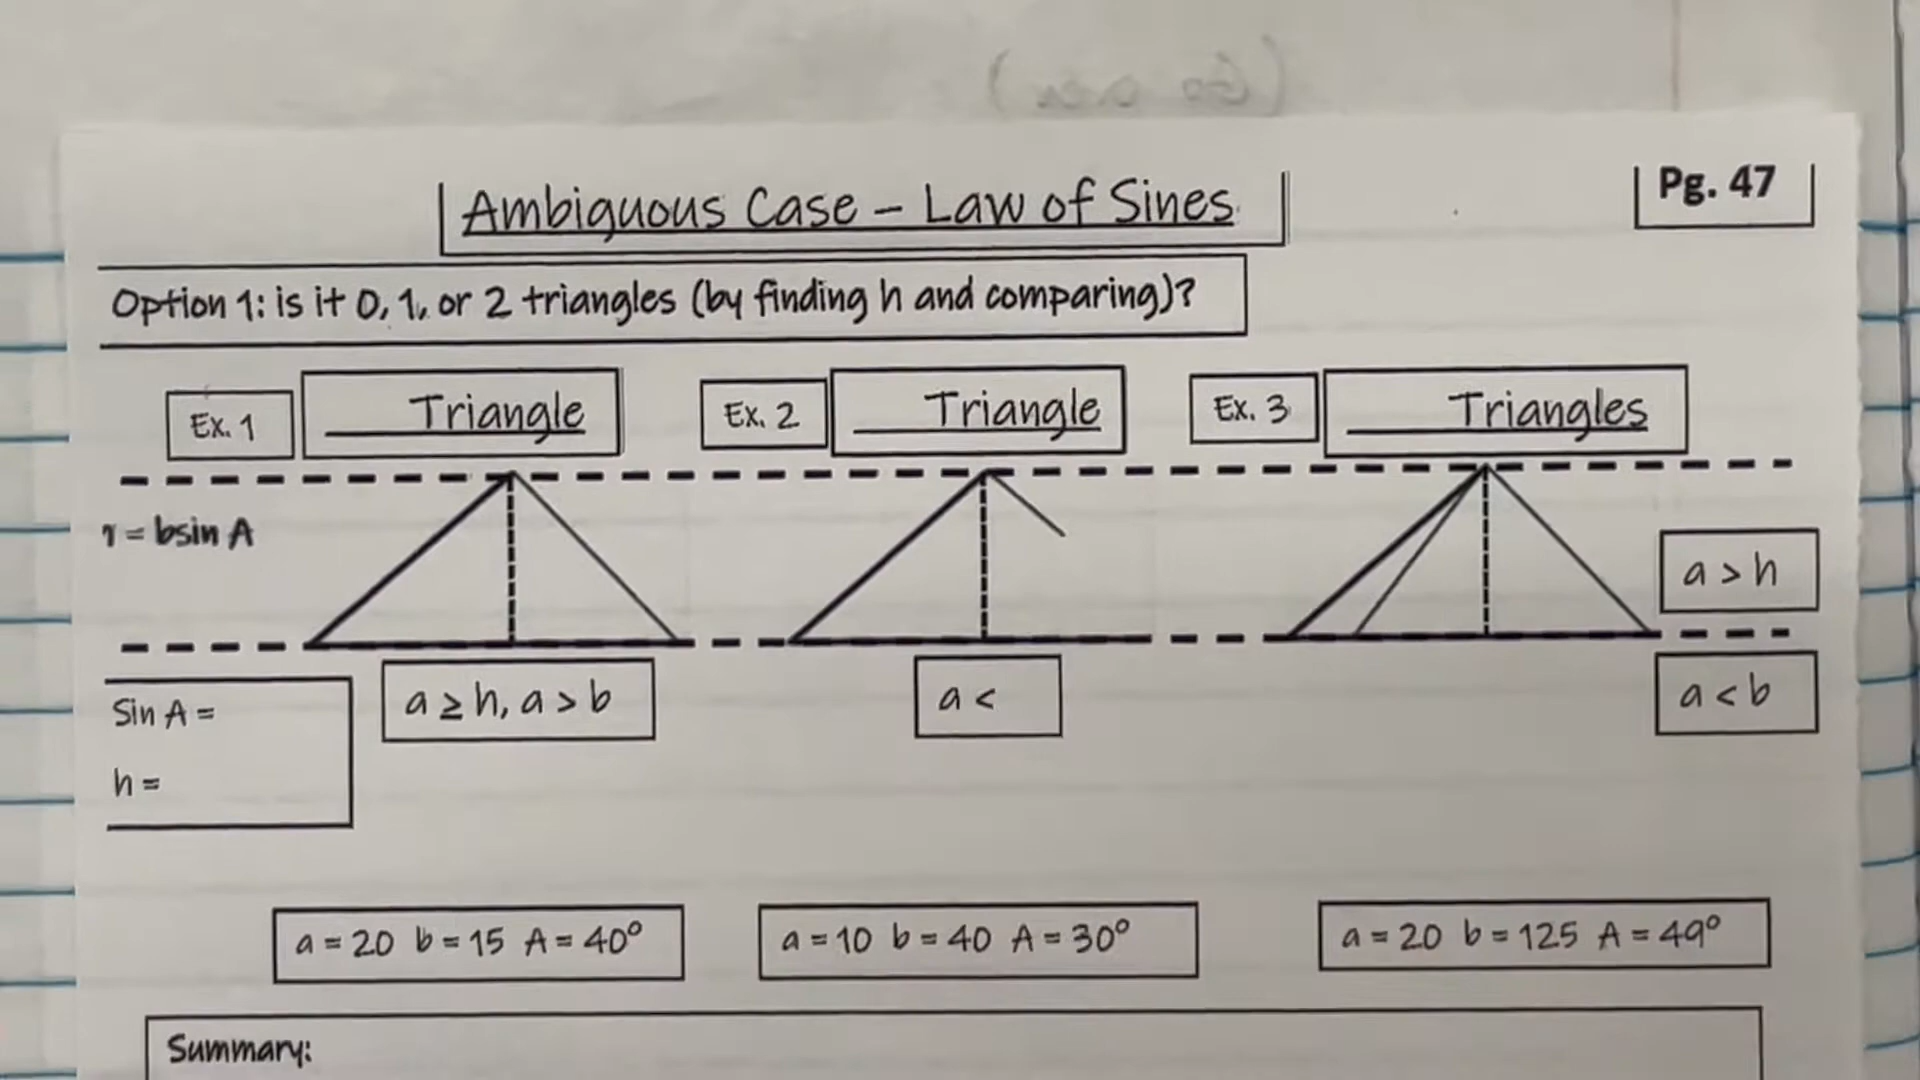 Ambiguous Case - Law of Sines
Pg. 47
Option 1: is it 0, 1, or 2 triangles (by finding h and comparing)?
Ex. 1
Triangle
Ex. 2
Triangle
Ex. 3
Triangles
= bsin A
a > h
Sin A =
h =
a ≥ h, a > b
a <
a < b
a = 20 b = 15 A = 40°
a = 10 b = 40 A = 30°
a = 20 b = 125 A = 49°
Summary: